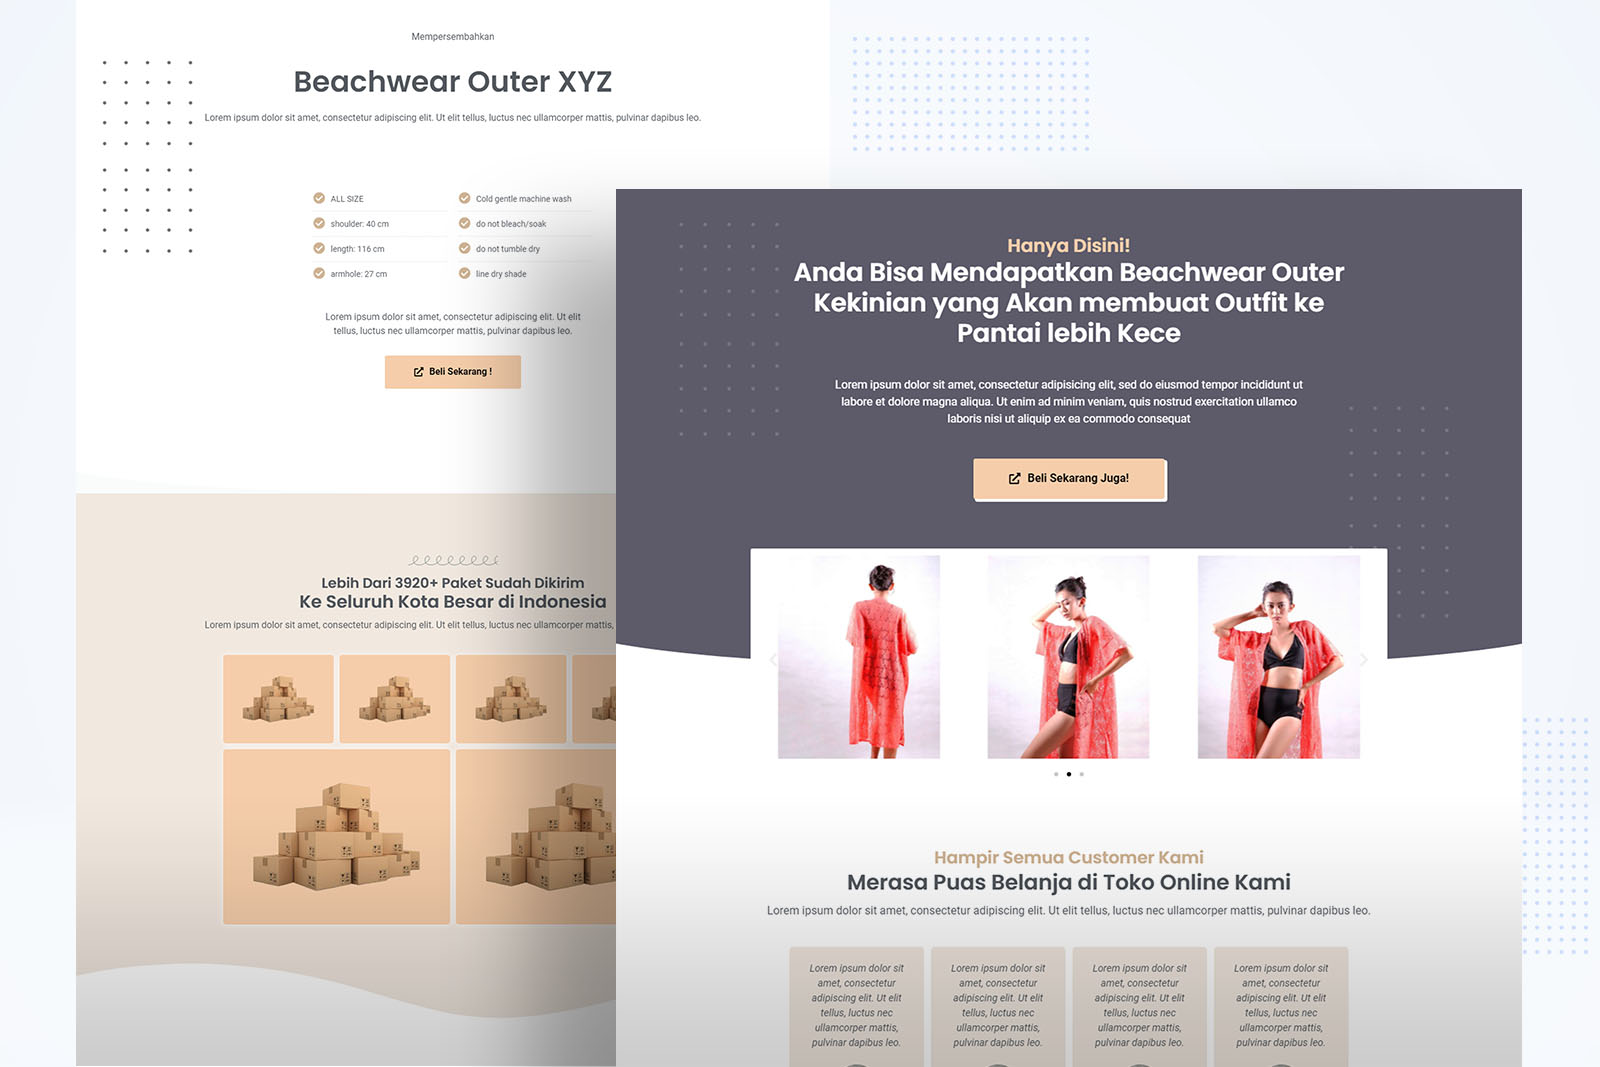 Mempersembahkan
Beachwear Outer XYZ
Lorem ipsum dolor sit amet, consectetur adipiscing elit. Ut elit tellus, luctus nec ullamcorper mattis, pulvinar dapibus leo.
ALL SIZE
shoulder: 40 cm
length: 116 cm
armhole: 27 cm
Cold gentle machine wash
do not bleach/soak
do not tumble dry
line dry shade
Lorem ipsum dolor sit amet, consectetur adipiscing elit. Ut elit
tellus, luctus nec ullamcorper mattis, pulvinar dapibus leo.
Beli Sekarang !
Lebih Dari 3920+ Paket Sudah Dikirim
Ke Seluruh Kota Besar di Indonesia
Lorem ipsum dolor sit amet, consectetur adipiscing elit. Ut elit tellus, luctus nec ullamcorper mattis,
Hanya Disini!
Anda Bisa Mendapatkan Beachwear Outer
Kekinian yang Akan membuat Outfit ke
Pantai lebih Kece
Lorem ipsum dolor sit amet, consectetur adipisicing elit, sed do eiusmod tempor incididunt ut
labore et dolore magna aliqua. Ut enim ad minim veniam, quis nostrud exercitation ullamco
laboris nisi ut aliquip ex ea commodo consequat
Beli Sekarang Juga!
Hampir Semua Customer Kami
Merasa Puas Belanja di Toko Online Kami
Lorem ipsum dolor sit amet, consectetur adipiscing elit. Ut elit tellus, luctus nec ullamcorper mattis, pulvinar dapibus leo.
Lorem ipsum dolor sit
amet, consectetur
adipiscing elit. Ut elit
tellus, luctus nec
ullamcorper mattis,
pulvinar dapibus leo.
Lorem ipsum dolor sit
amet, consectetur
adipiscing elit. Ut elit
tellus, luctus nec
ullamcorper mattis,
pulvinar dapibus leo.
Lorem ipsum dolor sit
amet, consectetur
adipiscing elit. Ut elit
tellus, luctus nec
ullamcorper mattis,
pulvinar dapibus leo.
Lorem ipsum dolor sit
amet, consectetur
adipiscing elit. Ut elit
tellus, luctus nec
ullamcorper mattis,
pulvinar dapibus leo.